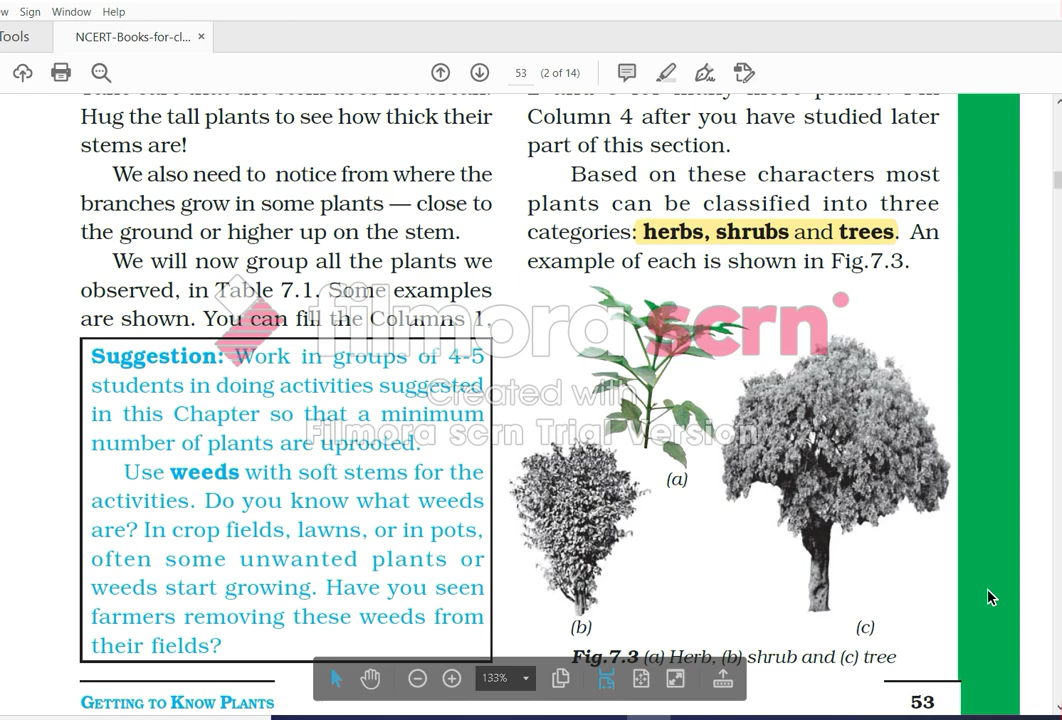 Sign Window Help
Tools
NCERT-Books-for-cl... ×
53 (2 of 14)
Hug the tall plants to see how thick their
stems are!
We also need to notice from where the
branches grow in some plants — close to
the ground or higher up on the stem.
We will now group all the plants we
observed, in Table 7.1. Some examples
are shown. You can fill the Columns 1,
Suggestion: Work in groups of 4-5
students in doing activities suggested
in this Chapter so that a minimum
number of plants are uprooted.
Use weeds with soft stems for the
activities. Do you know what weeds
are? In crop fields, lawns, or in pots,
often some unwanted plants or
weeds start growing. Have you seen
farmers removing these weeds from
their fields?
GETTING TO KNOW PLANTS
Column 4 after you have studied later
part of this section.
Based on these characters most
plants can be classified into three
categories: herbs, shrubs and trees. An
example of each is shown in Fig.7.3.
(a)
(b)
(c)
Fig.7.3 (a) Herb, (b) shrub and (c) tree
53
filmora scrn
Created with
Filmora scrn Trial Version
133%